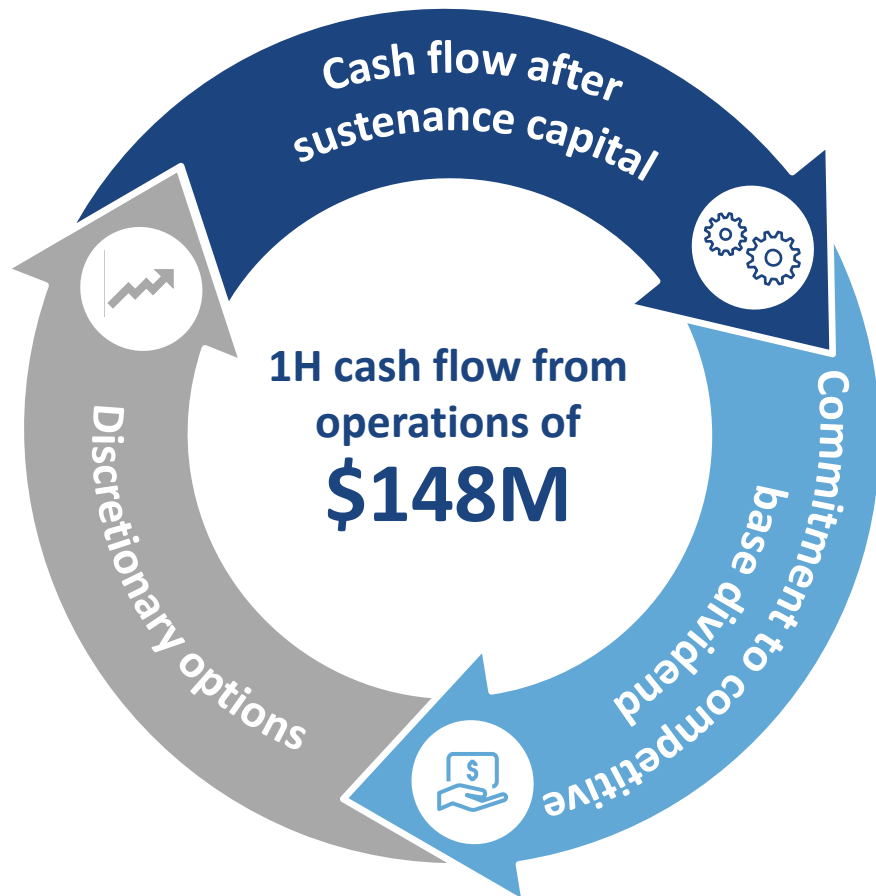 Cash flow after
sustenance capital
1H cash flow from
operations of
$148M
Commitment to competitive
base dividend
$
Discretionary options